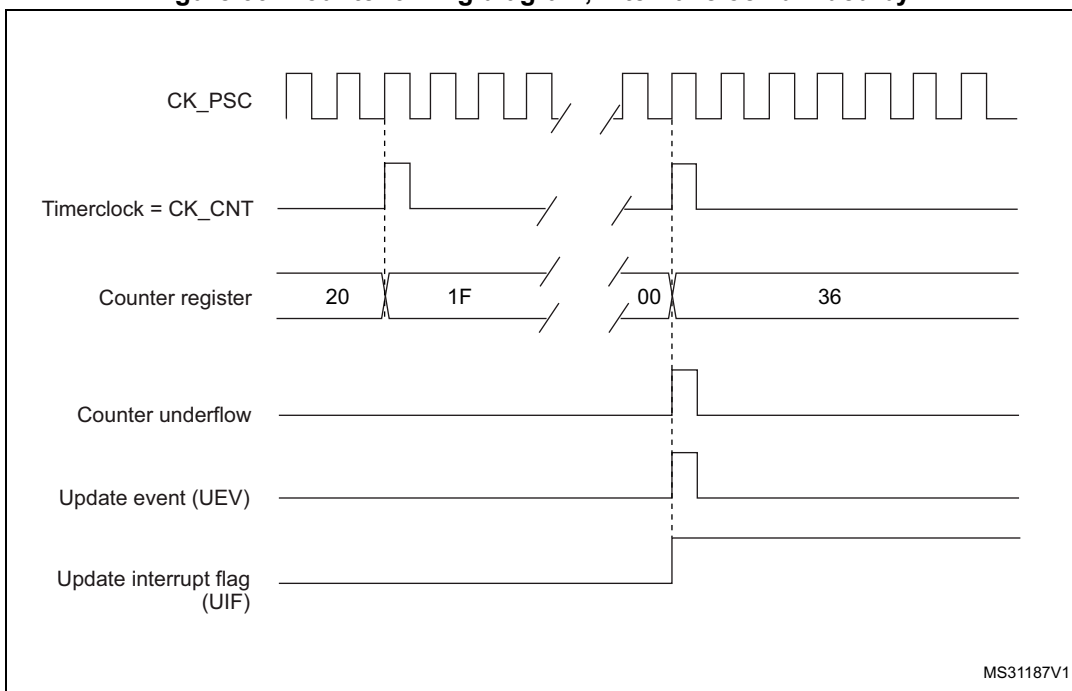 CK_PSC
Timerclock = CK_CNT
Counter register
20
1F
00
36
Counter underflow
Update event (UEV)
Update interrupt flag
(UIF)
MS31187V1